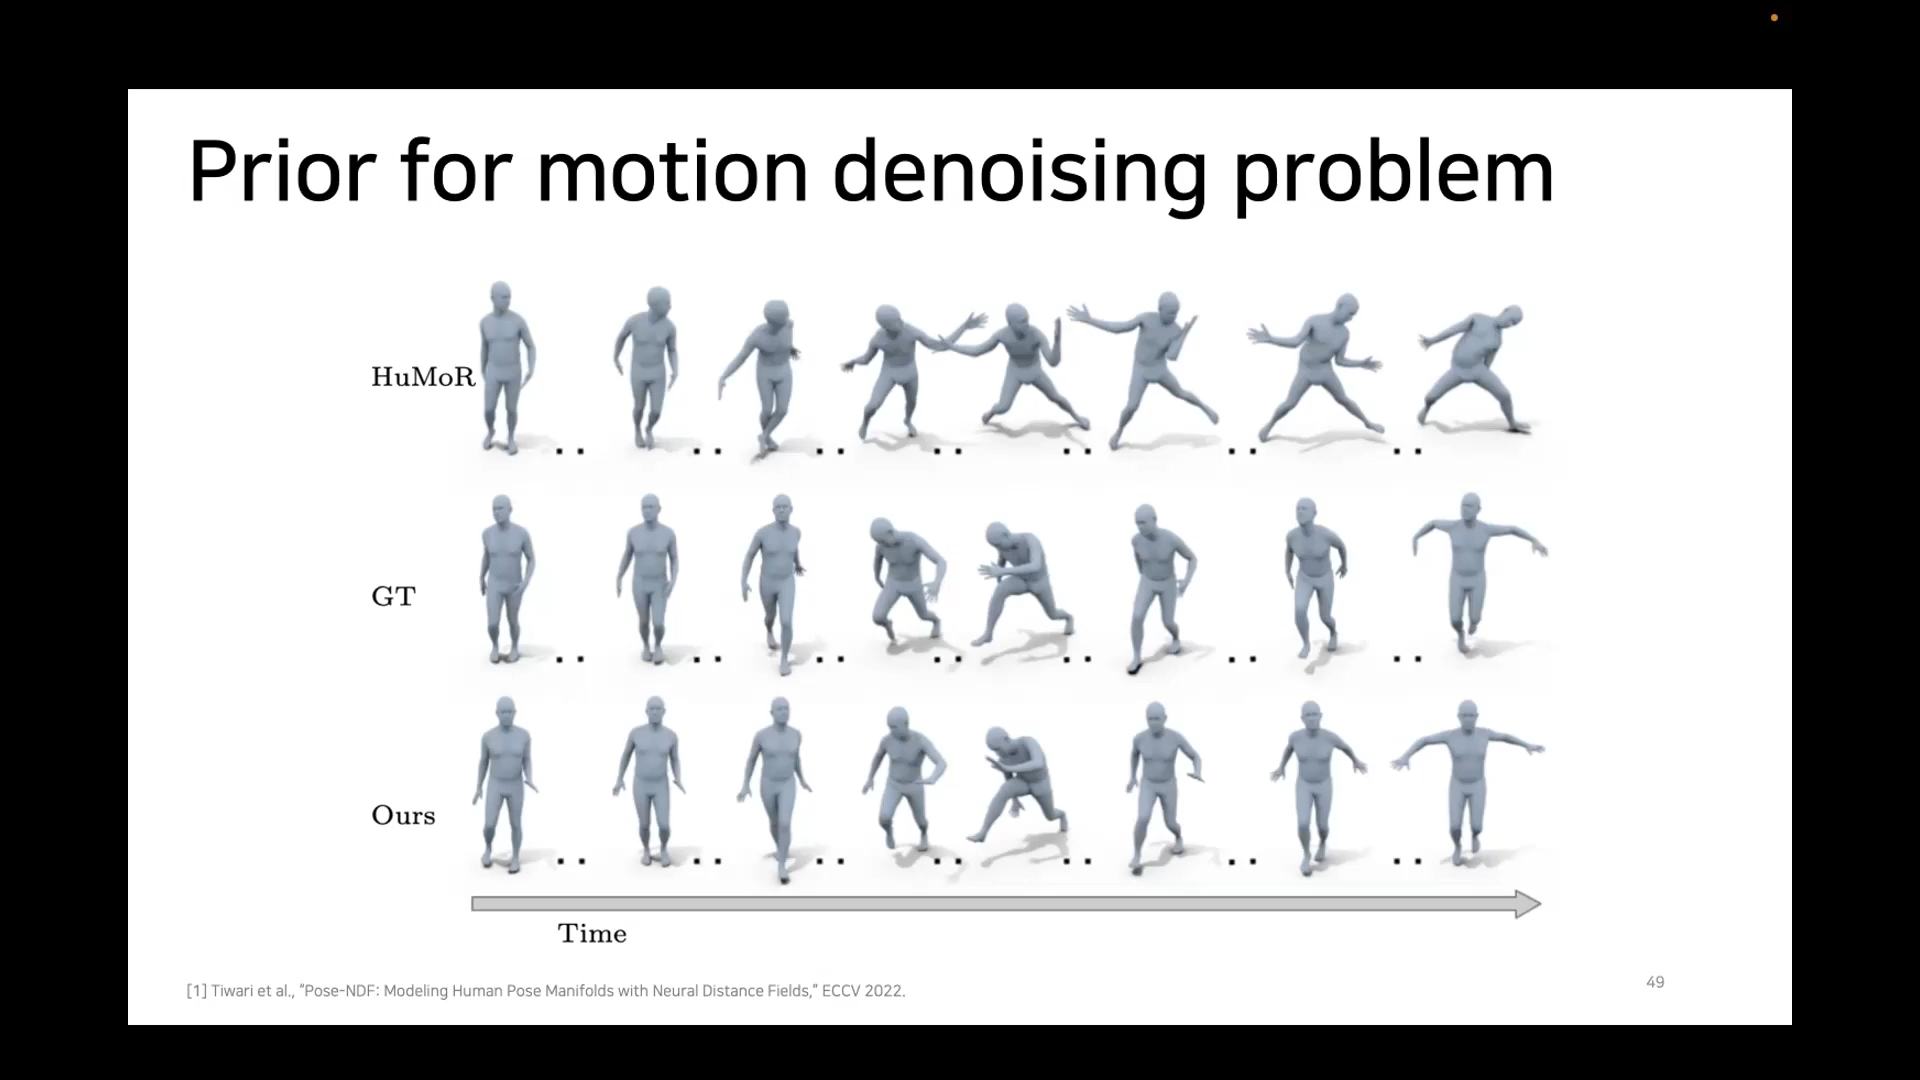 Prior for motion denoising problem
HuMoR
GT
Ours
Time
[1] Tiwari et al., “Pose-NDF: Modeling Human Pose Manifolds with Neural Distance Fields,” ECCV 2022.
49